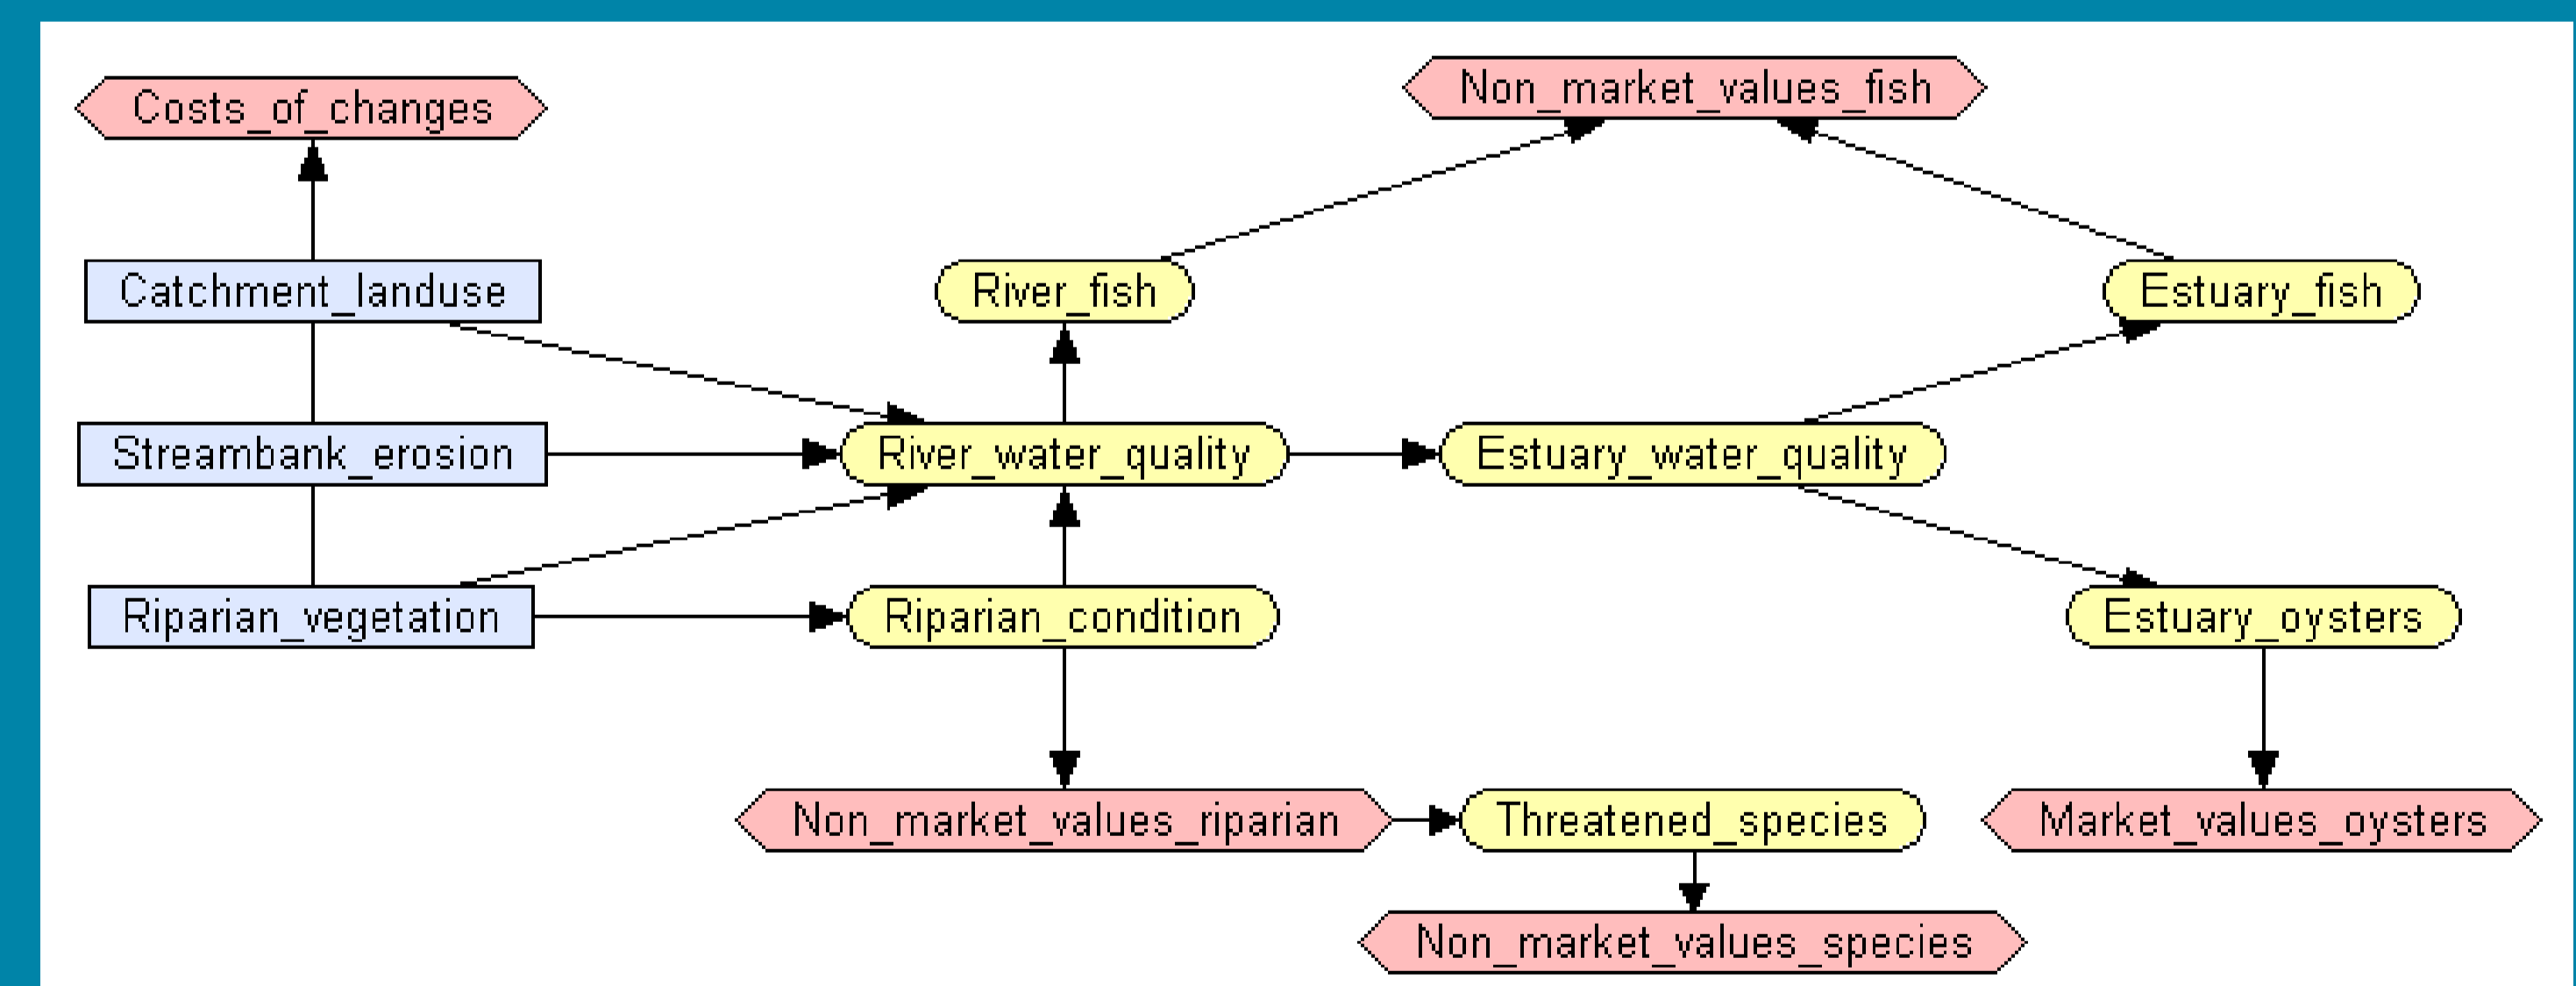 Non_market_values_fish
Costs_of_changes
Catchment_landuse
River_fish
Estuary_fish
Streambank_erosion
River_water_quality
Estuary_water_quality
Riparian_vegetation
Riparian_condition
Estuary_oysters
Non_market_values_riparian
Threatened_species
Market_values_oysters
Non_market_values_species